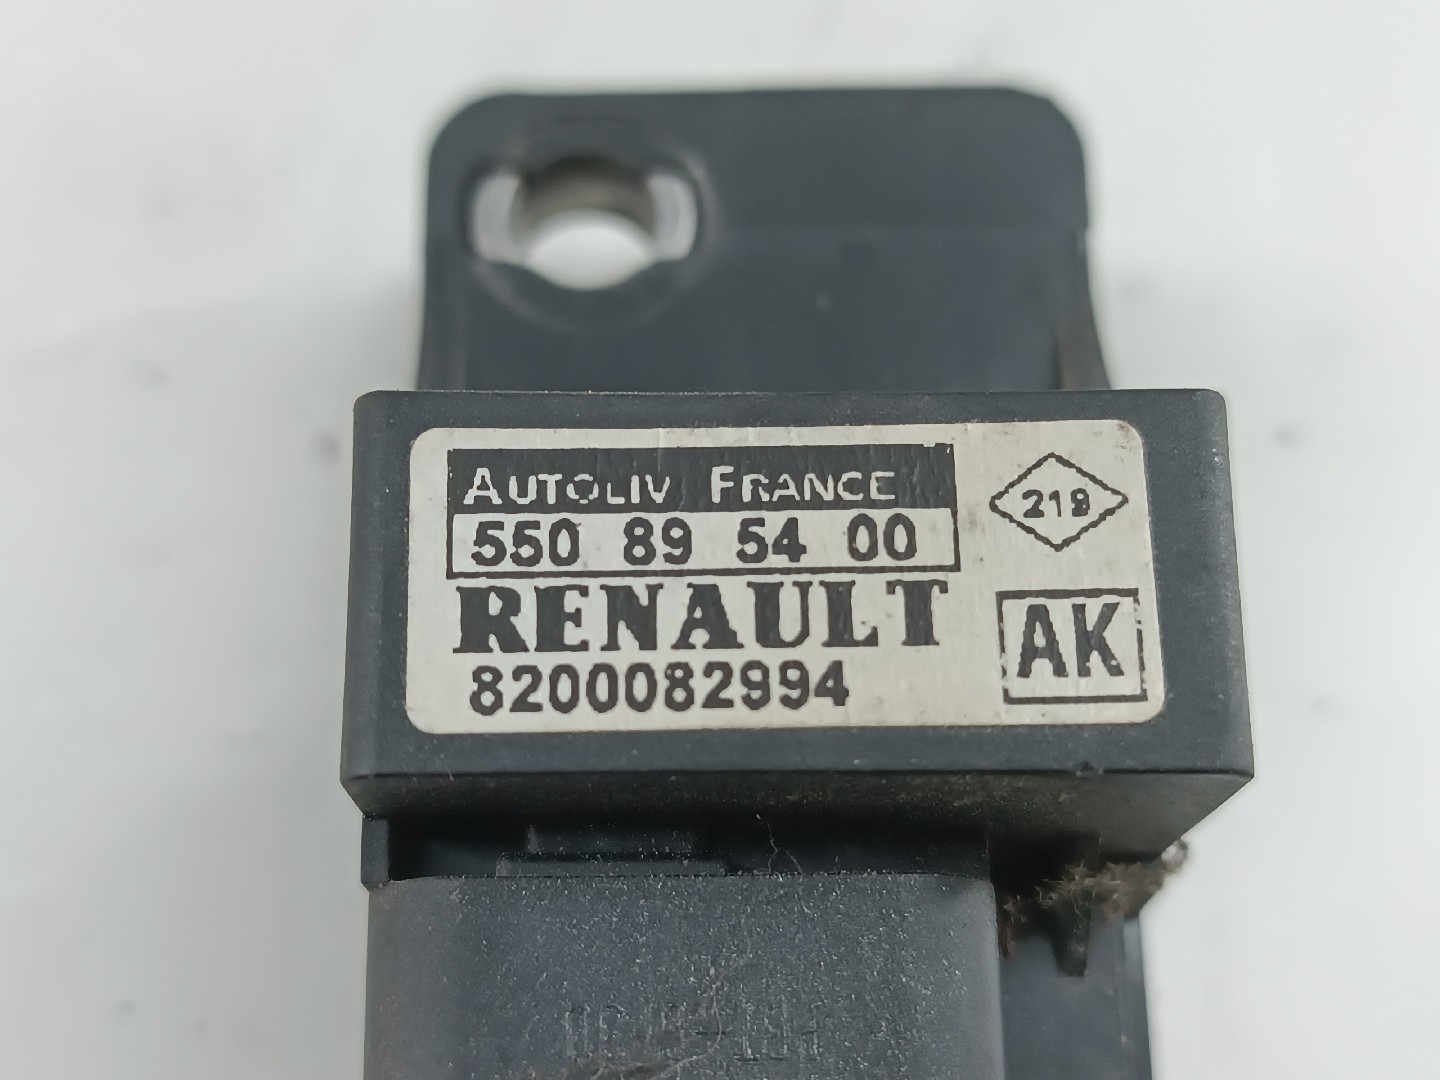 AUTOLIV FRANCE
550 89 54 00
RENAULT
8200082994
219
AK